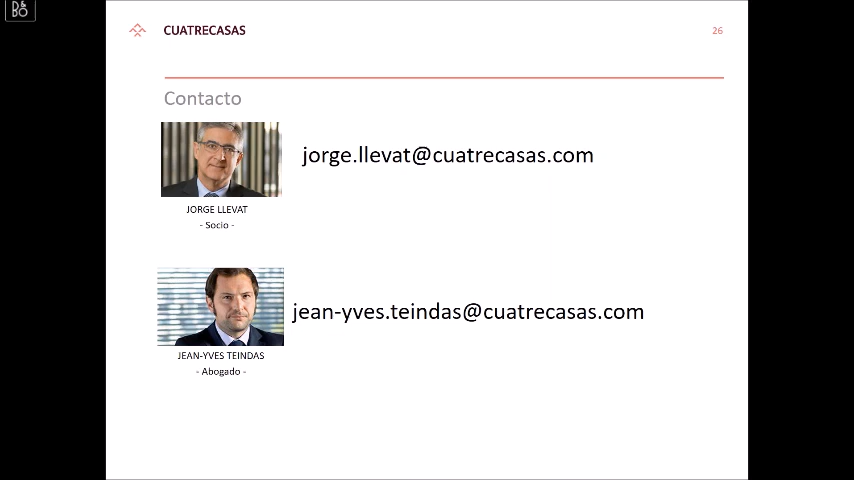 B&O
CUATRECASAS
26
Contacto
jorge.llevat@cuatrecasas.com
JORGE LLEVAT
- Socio -
jean-yves.teindas@cuatrecasas.com
JEAN-YVES TEINDAS
- Abogado -